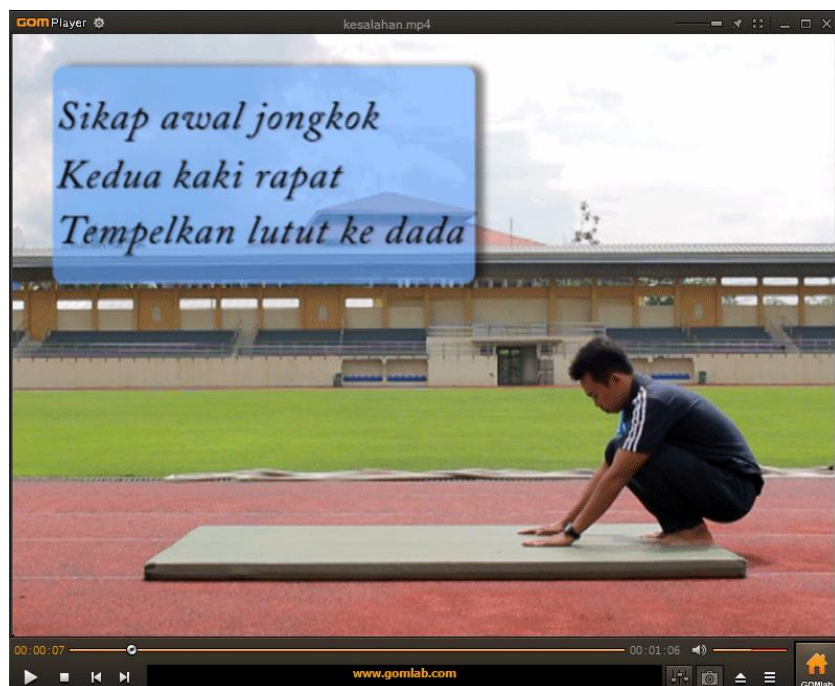 GOM Player
kesalahan.mp4
Sikap awal jongkok
Kedua kaki rapat
Tempelkan lutut ke dada
00:00:07
00:01:06
www.gomlab.com
GOMlab